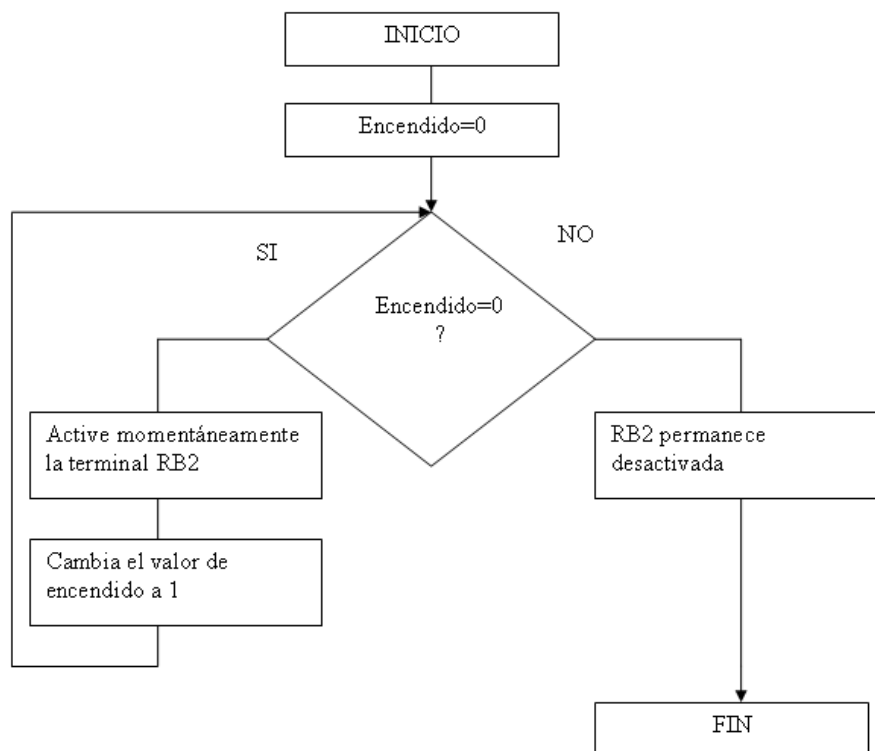 INICIO
Encendido=0
SI
NO
Encendido=0
?
Active momentáneamente
la terminal RB2
RB2 permanece
desactivada
Cambia el valor de
encendido a 1
FIN